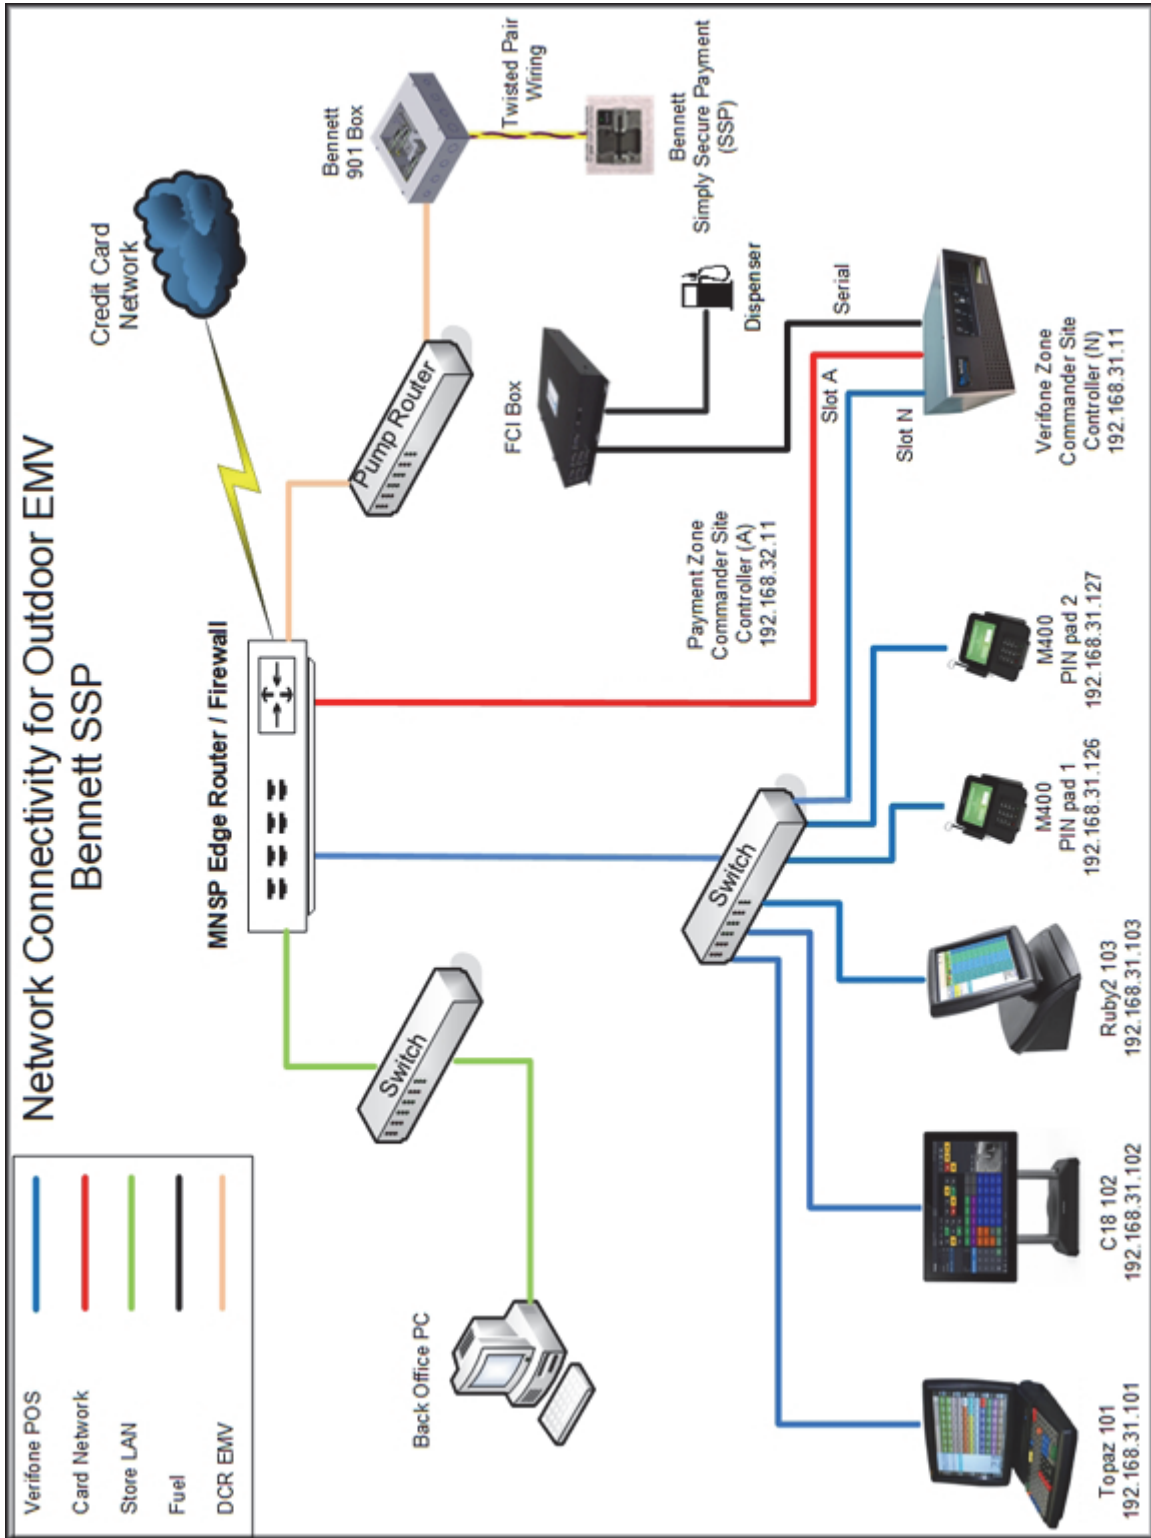 Network Connectivity for Outdoor EMV
Bennett SSP
Verifone POS
Card Network
Store LAN
Fuel
DCR EMV
Credit Card
Network
MNSP Edge Router / Firewall
Pump Router
Bennett
901 Box
Twisted Pair
Wiring
Bennett
Simply Secure Payment
(SSP)
Switch
Back Office PC
FCI Box
Dispenser
Payment Zone
Commander Site
Controller (A)
192.168.32.11
Slot A
Serial
Slot N
Switch
Topaz 101
192.168.31.101
C18 102
192.168.31.102
Ruby2 103
192.168.31.103
M400
PIN pad 1
192.168.31.126
M400
PIN pad 2
192.168.31.127
Verifone Zone
Commander Site
Controller (N)
192.168.31.11